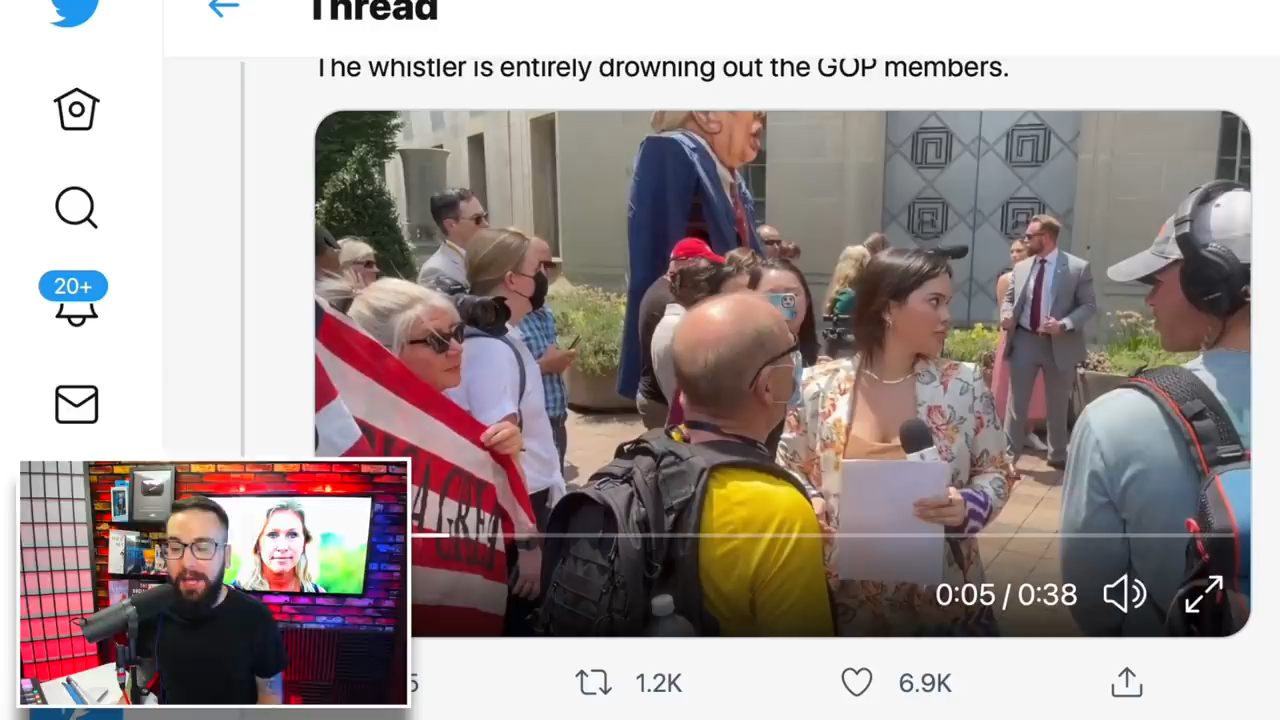 Thread
The whistler is entirely drowning out the GOP members.
20+
0:05 / 0:38
5
1.2K
6.9K